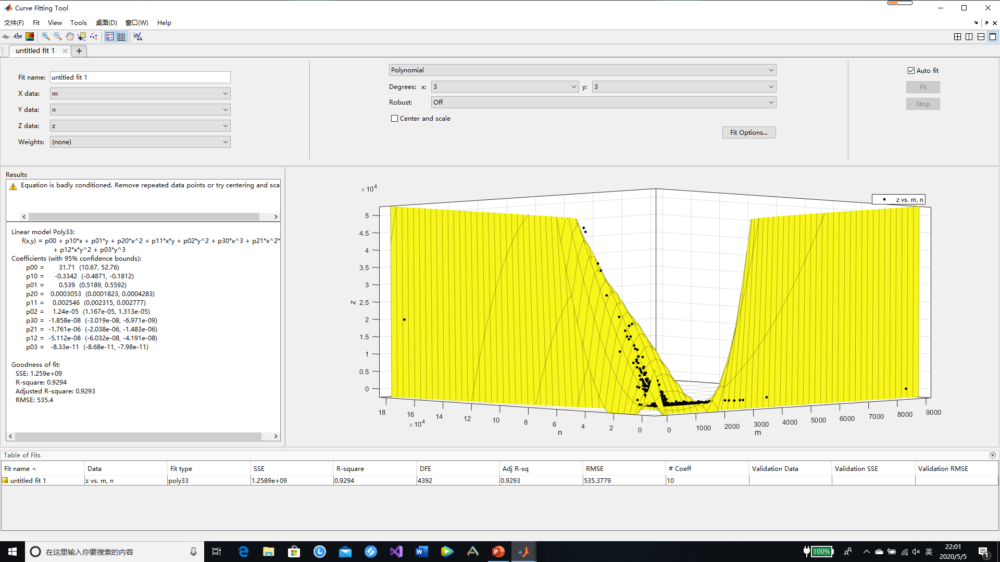 Curve Fitting Tool
文件(F) Fit View Tools 桌面(D) 窗口(W) Help
untitled fit 1
Fit name: untitled fit 1
X data: m
Y data: n
Z data: z
Weights: (none)
Polynomial
Degrees: x: 3 y: 3
Robust: Off
Center and scale
Fit Options...
Auto fit
Fit
Stop
Results
Equation is badly conditioned. Remove repeated data points or try centering and sca
Linear model Poly33:
f(x,y) = p00 + p10*x + p01*y + p20*x^2 + p11*x*y + p02*y^2 + p30*x^3 + p21*x^2*
+ p12*x*y^2 + p03*y^3
Coefficients (with 95% confidence bounds):
p00 = 31.71 (10.67, 52.76)
p10 = -0.3342 (-0.4871, -0.1812)
p01 = 0.539 (0.5189, 0.5592)
p20 = 0.0003053 (0.0001823, 0.0004283)
p11 = 0.002546 (0.002315, 0.002777)
p02 = 1.24e-05 (1.167e-05, 1.313e-05)
p30 = -1.858e-08 (-3.019e-08, -6.971e-09)
p21 = -1.761e-06 (-2.038e-06, -1.483e-06)
p12 = -5.112e-08 (-6.032e-08, -4.191e-08)
p03 = -8.33e-11 (-8.68e-11, -7.98e-11)
Goodness of fit:
SSE: 1.259e+09
R-square: 0.9294
Adjusted R-square: 0.9293
RMSE: 535.4
×10^4
z vs. m, n
5
4.5
4
3.5
3
2.5
2
1.5
1
0.5
0
z
18 16 14 12 10 8 6 4 2 0
×10^4
n
0 1000 2000 3000 4000 5000 6000 7000 8000 9000
m
Table of Fits
Fit name Data Fit type SSE R-square DFE Adj R-sq RMSE # Coeff Validation Data Validation SSE Validation RMSE
untitled fit 1 z vs. m, n poly33 1.2589e+09 0.9294 4392 0.9293 535.3779 10
在这里输入你要搜索的内容
100%
英
22:01
2020/5/5
1